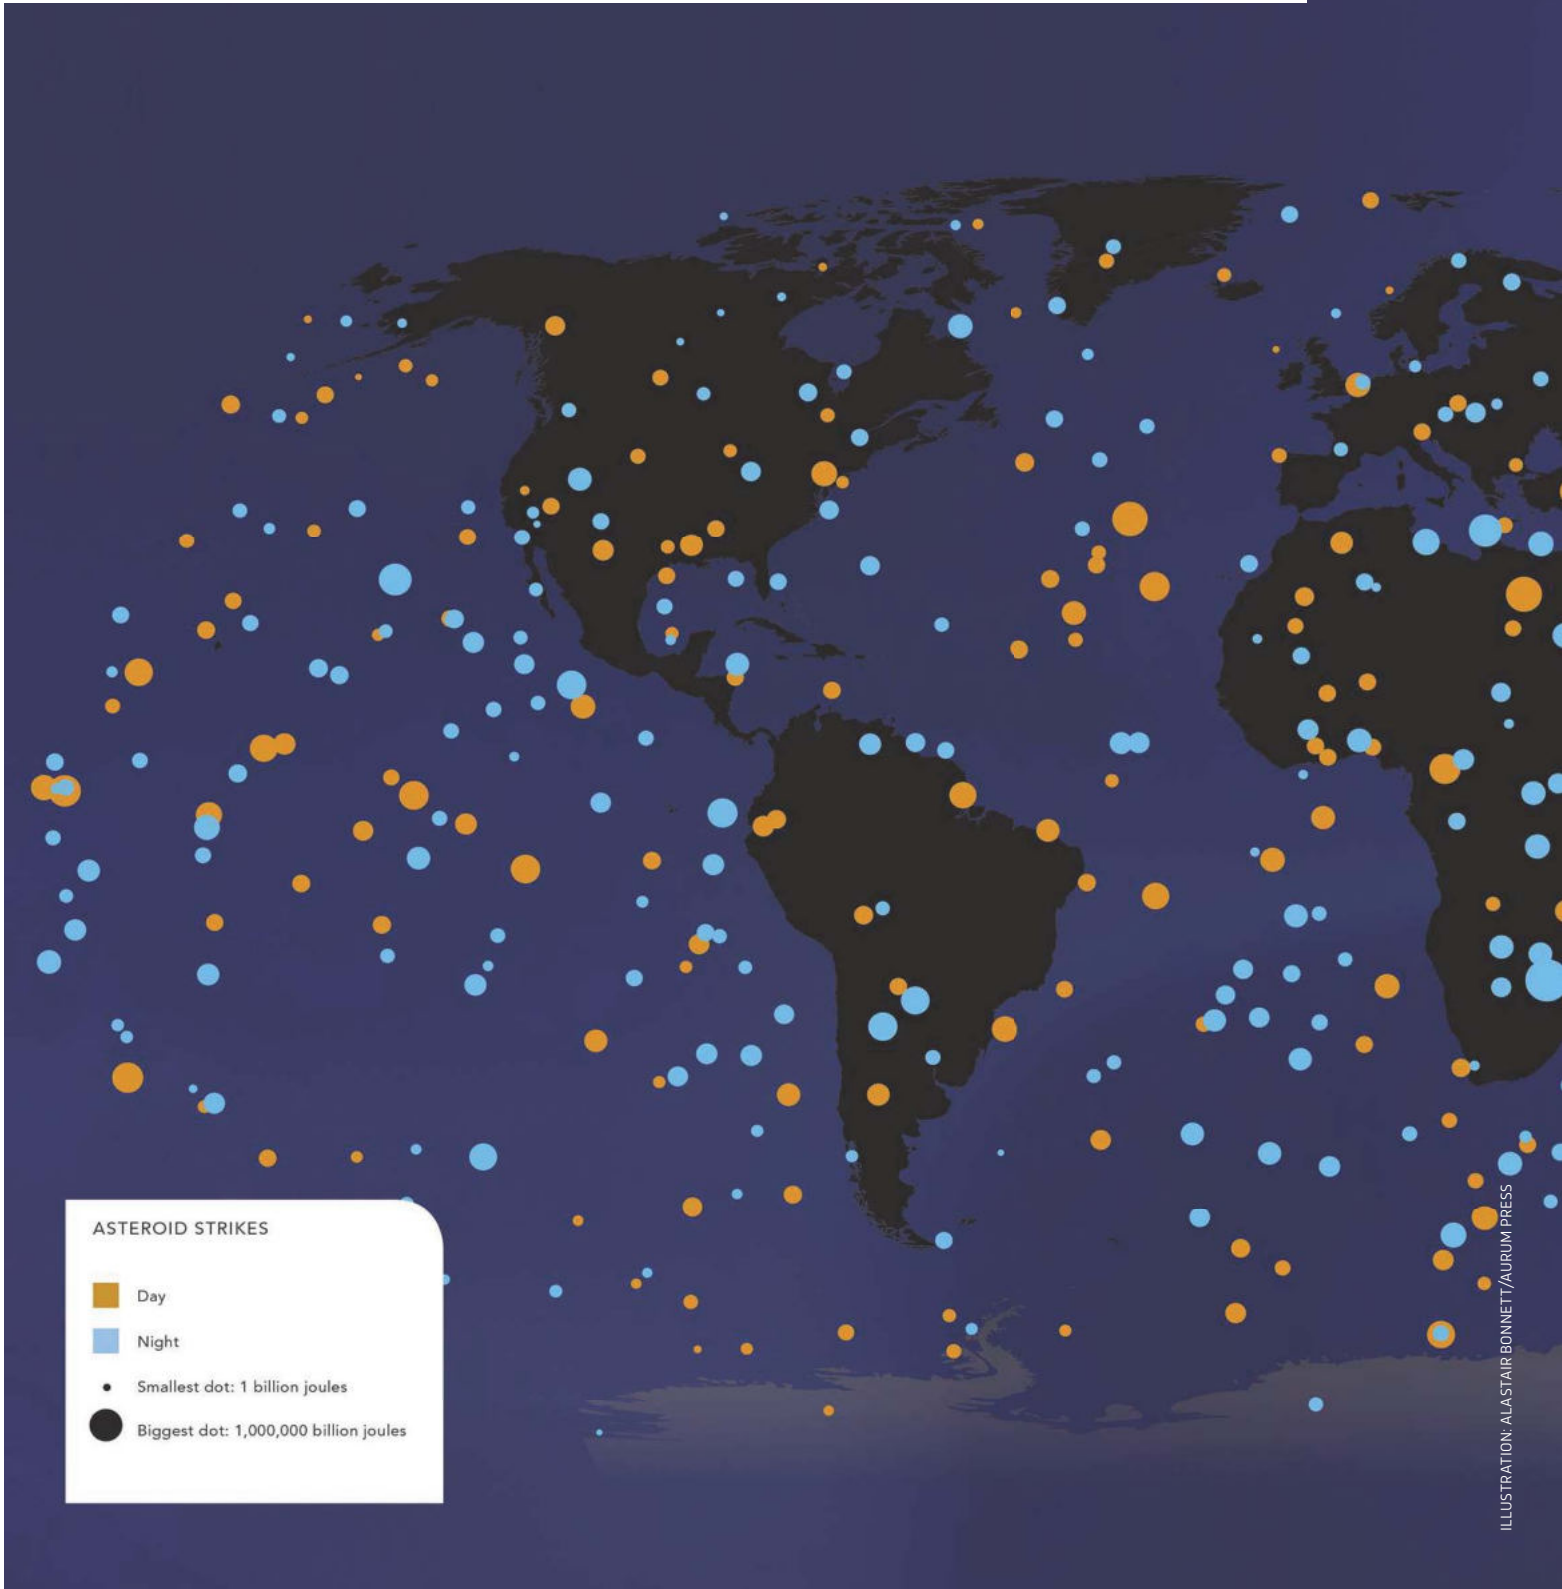 ASTEROID STRIKES
Day
Night
Smallest dot: 1 billion joules
Biggest dot: 1,000,000 billion joules
ILLUSTRATION: ALASTAIR BONNETT/AURUM PRESS